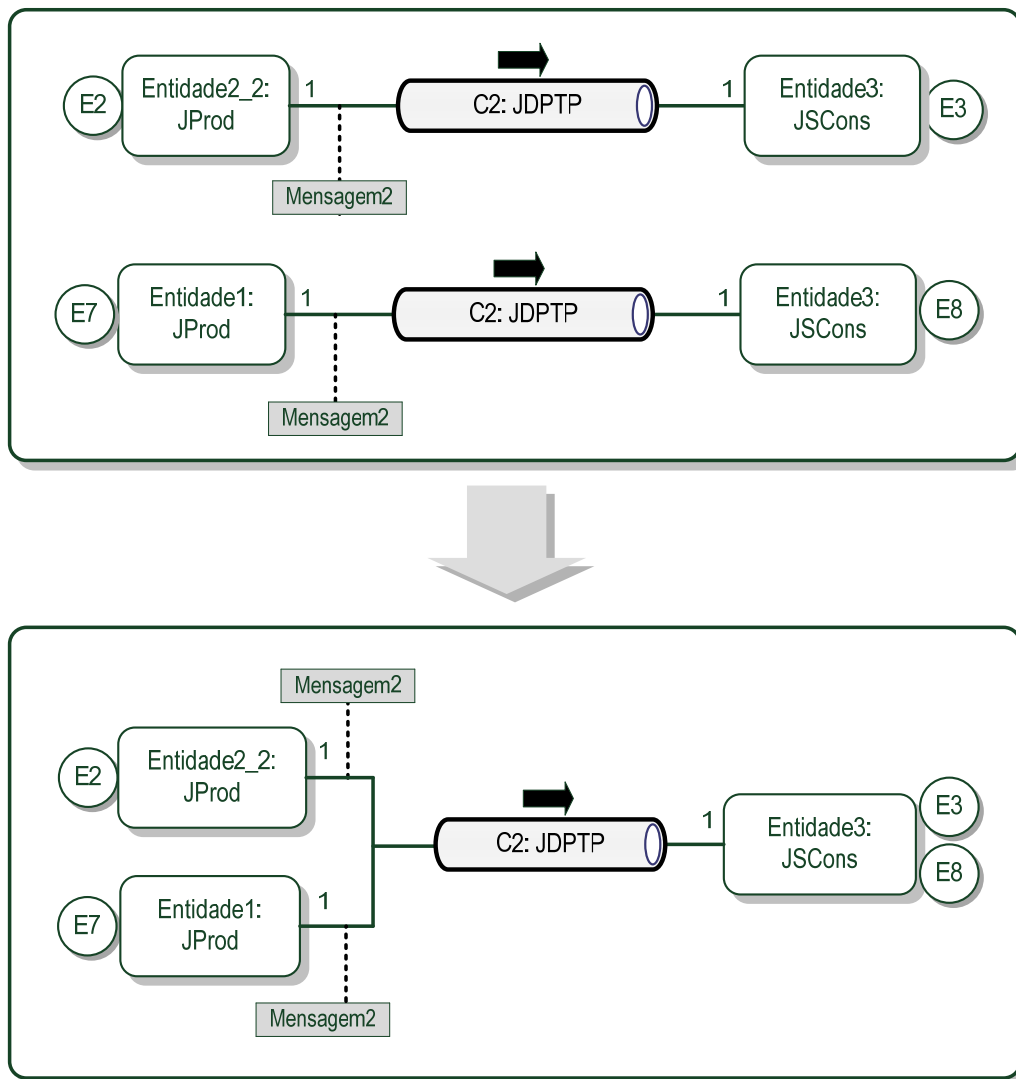 E2
Entidade2_2:
JProd
1
C2: JDPTP
1
Entidade3:
JSCons
E3
Mensagem2
E7
Entidade1:
JProd
1
C2: JDPTP
1
Entidade3:
JSCons
E8
Mensagem2
Mensagem2
E2
Entidade2_2:
JProd
1
C2: JDPTP
1
Entidade3:
JSCons
E3
E8
E7
Entidade1:
JProd
1
Mensagem2